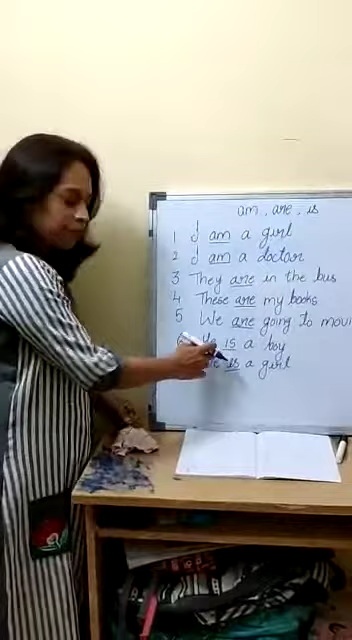 am, are, is
1 I am a girl
2 I am a doctor
3 They are in the bus
4 These are my books
5 We are going to movi
is a boy
is a girl